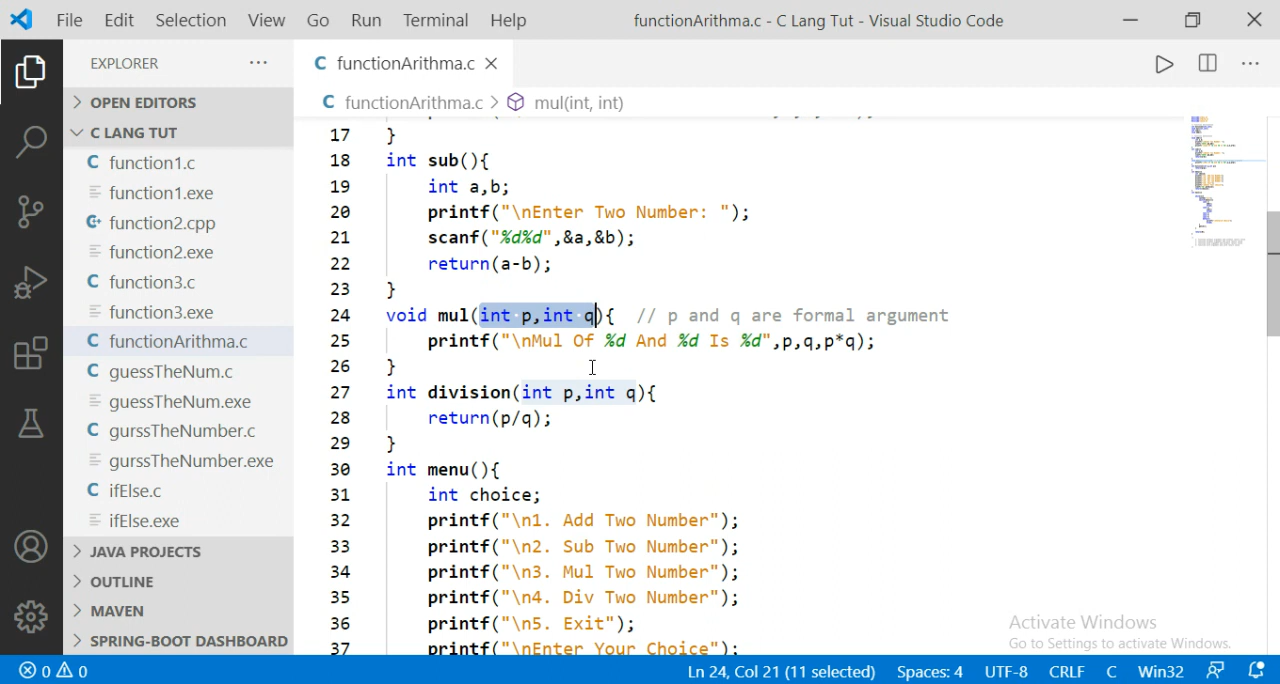 File Edit Selection View Go Run Terminal Help functionArithma.c - C Lang Tut - Visual Studio Code
EXPLORER
OPEN EDITORS
C LANG TUT
function1.c
function1.exe
function2.cpp
function2.exe
function3.c
function3.exe
functionArithma.c
guessTheNum.c
guessTheNum.exe
gurssTheNumber.c
gurssTheNumber.exe
ifElse.c
ifElse.exe
JAVA PROJECTS
OUTLINE
MAVEN
SPRING-BOOT DASHBOARD
C functionArithma.c
C functionArithma.c > mul(int, int)
17 }
18 int sub(){
19 int a,b;
20 printf("\nEnter Two Number: ");
21 scanf("%d%d",&a,&b);
22 return(a-b);
23 }
24 void mul(int p,int q){ // p and q are formal argument
25 printf("\nMul Of %d And %d Is %d",p,q,p*q);
26 }
27 int division(int p,int q){
28 return(p/q);
29 }
30 int menu(){
31 int choice;
32 printf("\n1. Add Two Number");
33 printf("\n2. Sub Two Number");
34 printf("\n3. Mul Two Number");
35 printf("\n4. Div Two Number");
36 printf("\n5. Exit");
37 printf("\nEnter Your Choice");
Activate Windows
Go to Settings to activate Windows.
0 0 Ln 24, Col 21 (11 selected) Spaces: 4 UTF-8 CRLF C Win32